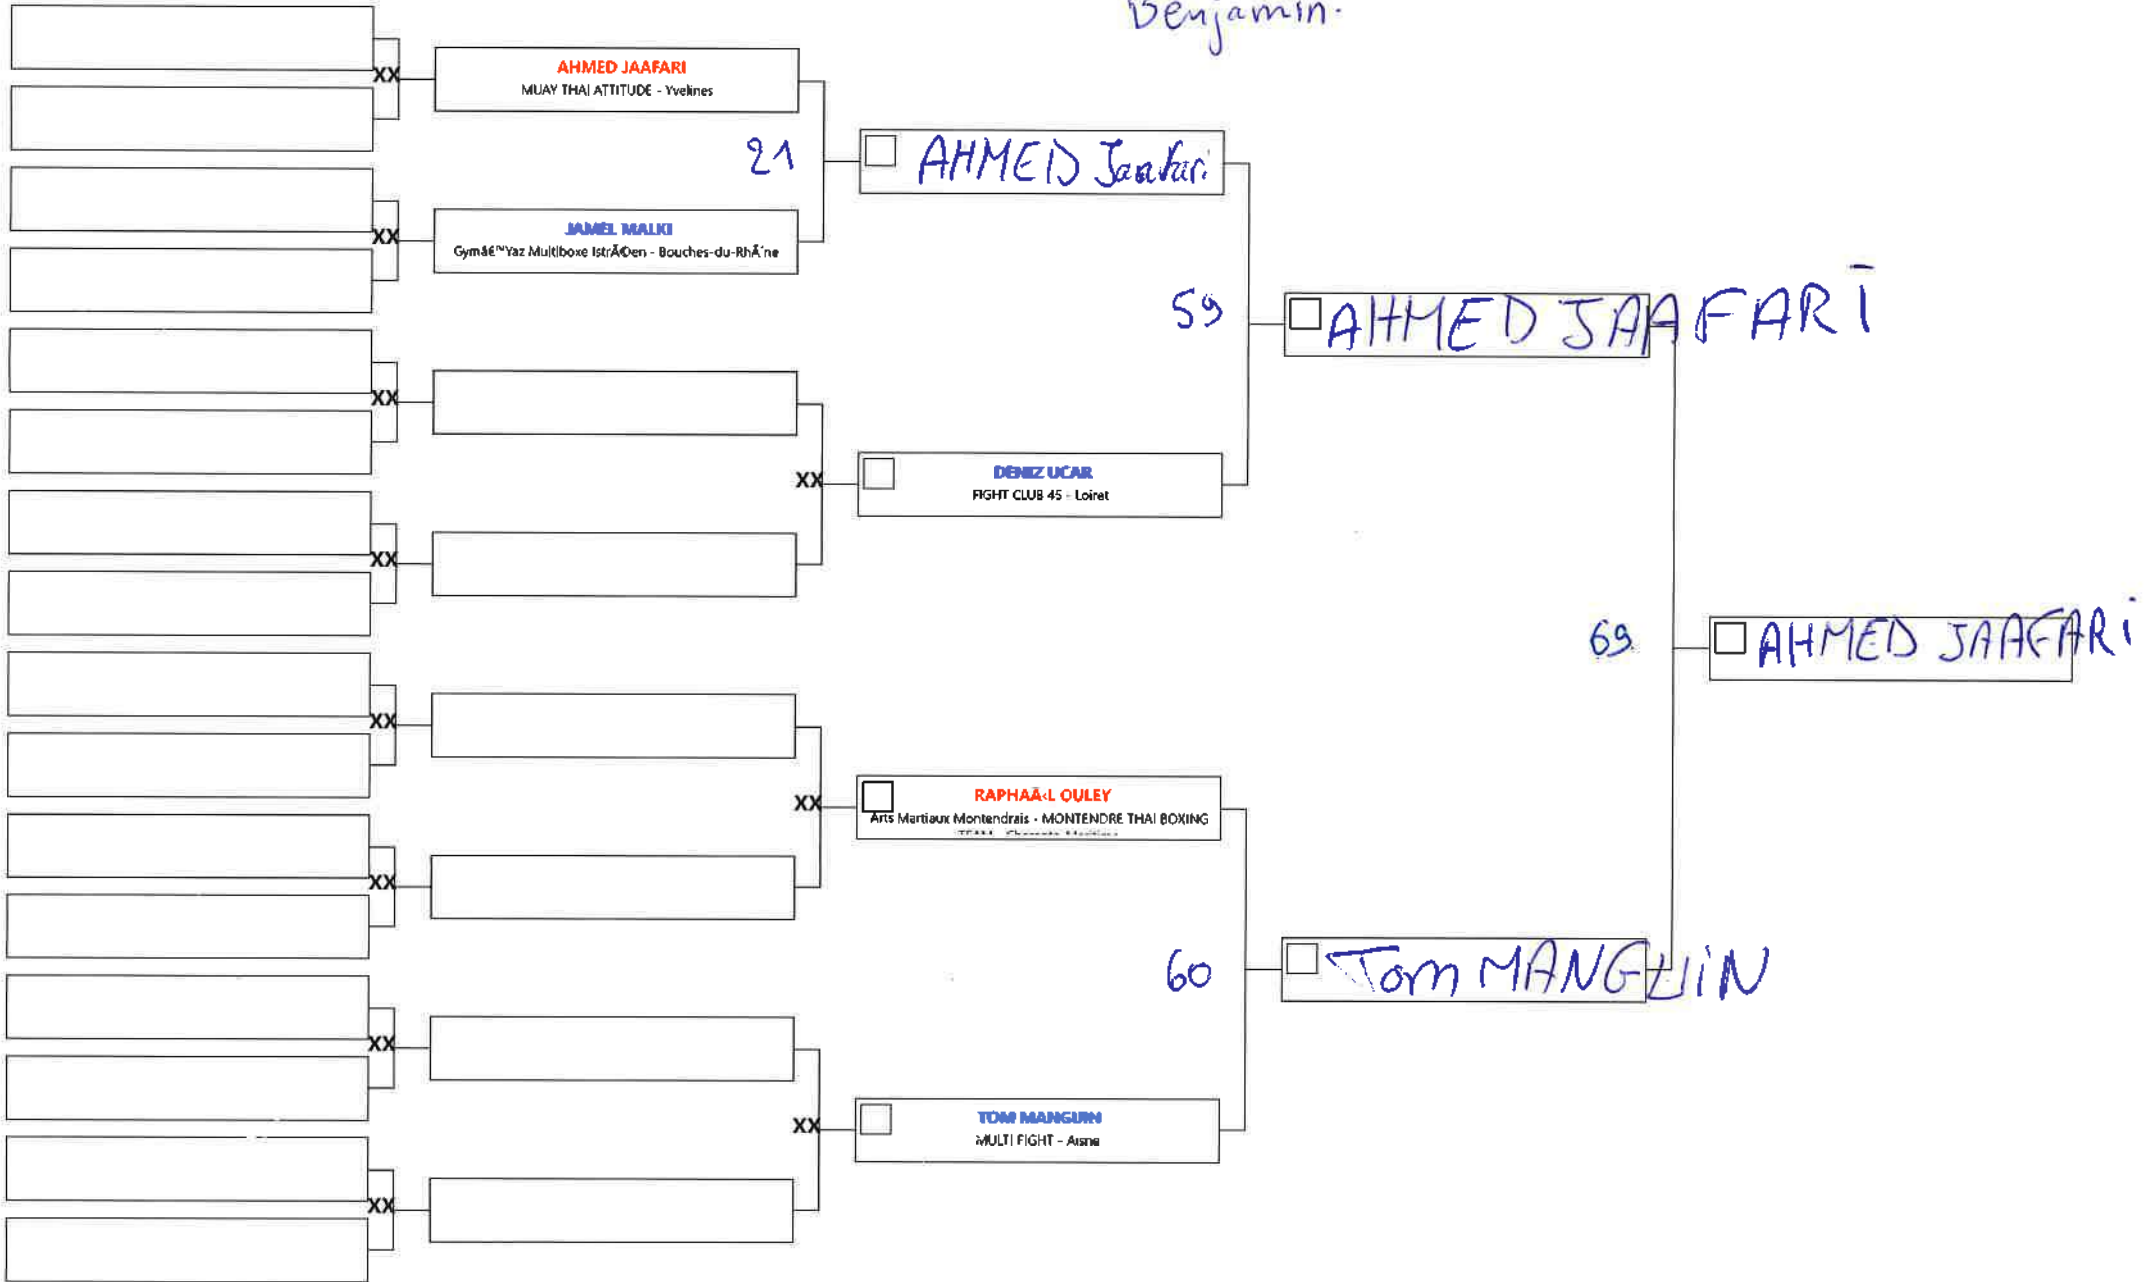 Benjamin.
XX
AHMED JAAFARI
MUAY THAI ATTITUDE - Yvelines
21
AHMED Jaafari
XX
JAMEL MALKI
Gymâ€™Yaz Multiboxe IstrÃ©en - Bouches-du-RhÃ´ne
59
AHMED JAAFARI
XX
XX
DENIZ UCAR
FIGHT CLUB 45 - Loiret
XX
69
AHMED JAAFARI
XX
XX
RAPHAÃ‹L OULEY
Arts Martiaux Montendrais - MONTENDRE THAI BOXING
XX
60
Tom MANGUIN
XX
XX
TOM MANGUIN
MULTI FIGHT - Aisne
XX